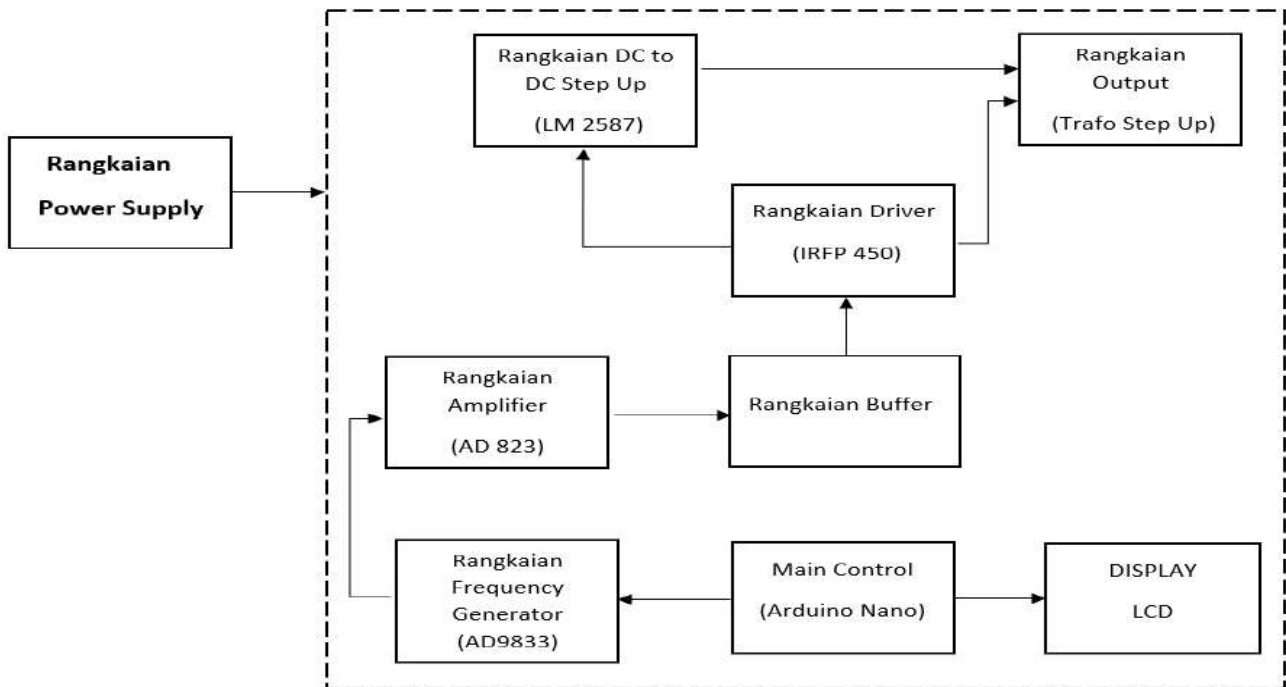 Rangkaian DC to
DC Step Up
(LM 2587)
Rangkaian
Output
(Trafo Step Up)
Rangkaian
Power Supply
Rangkaian Driver
(IRFP 450)
Rangkaian
Amplifier
(AD 823)
Rangkaian Buffer
Rangkaian
Frequency
Generator
(AD9833)
Main Control
(Arduino Nano)
DISPLAY
LCD